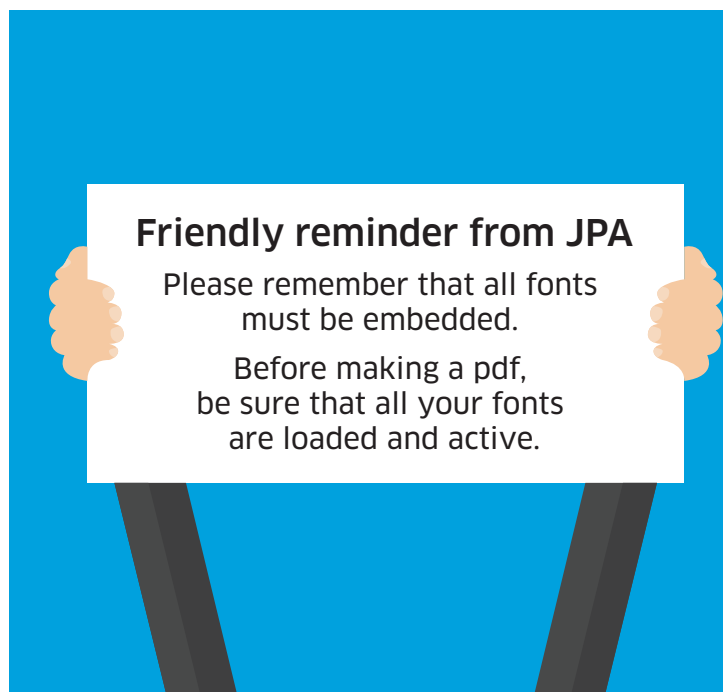 Friendly reminder from JPA
Please remember that all fonts
must be embedded.
Before making a pdf,
be sure that all your fonts
are loaded and active.